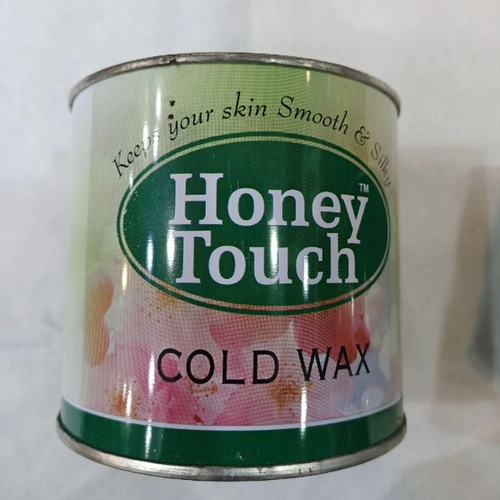 Keeps your skin Smooth & Silky
Honey™
Touch
COLD WAX